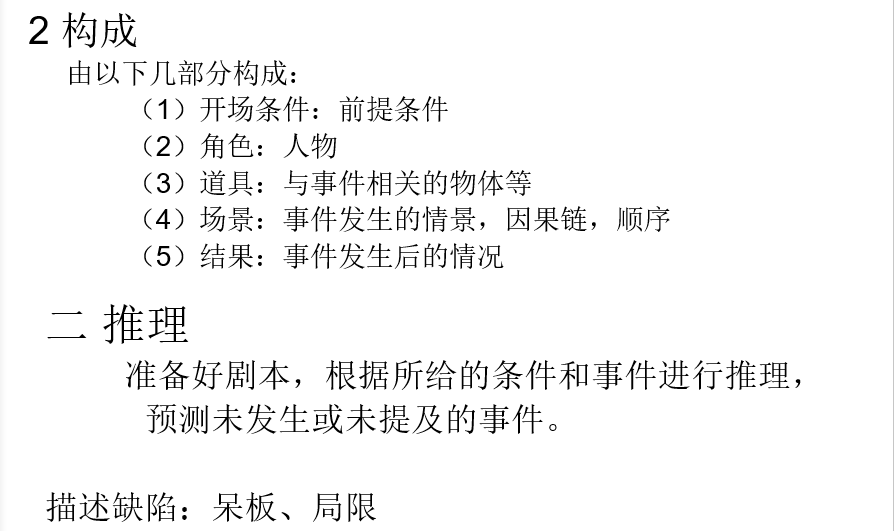 2 构成
由以下几部分构成：
（1）开场条件：前提条件
（2）角色：人物
（3）道具：与事件相关的物体等
（4）场景：事件发生的情景，因果链，顺序
（5）结果：事件发生后的情况
二 推理
准备好剧本，根据所给的条件和事件进行推理，
预测未发生或未提及的事件。
描述缺陷：呆板、局限